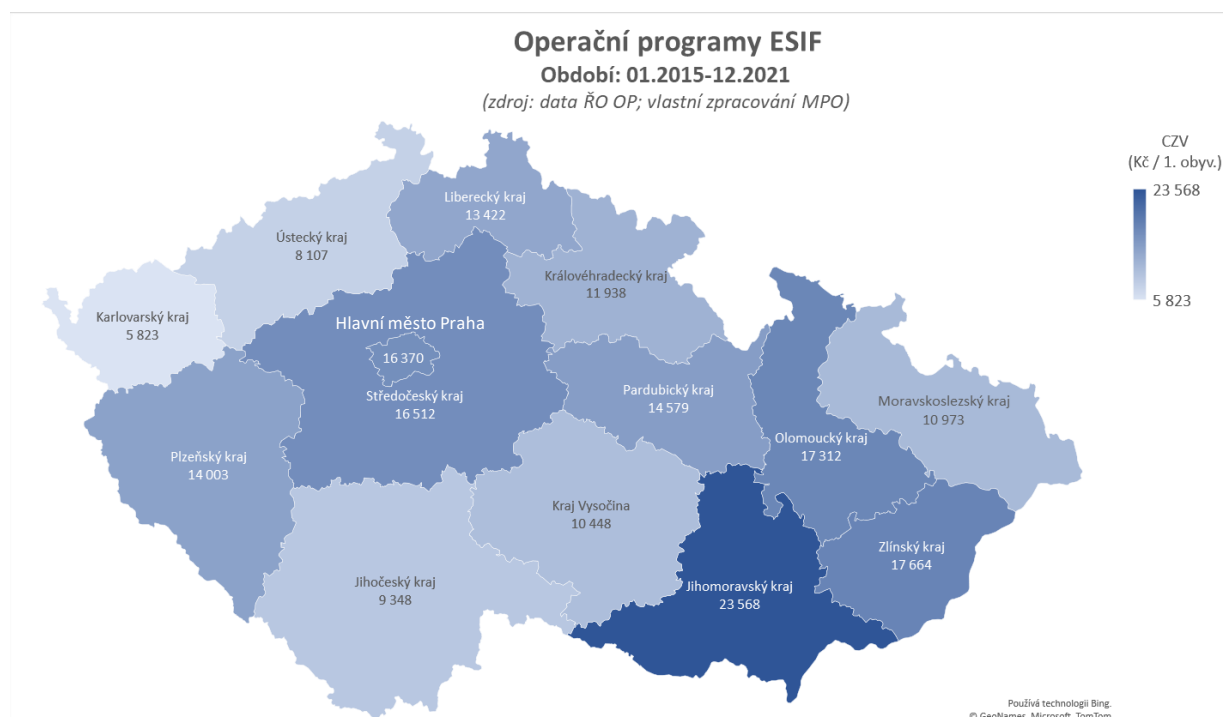 Operační programy ESIF
Období: 01.2015-12.2021
(zdroj: data ŘO OP; vlastní zpracování MPO)
CZV
(Kč / 1. obyv.)
23 568
5 823
Liberecký kraj
13 422
Ústecký kraj
8 107
Královéhradecký kraj
11 938
Karlovarský kraj
5 823
Hlavní město Praha
16 370
Středočeský kraj
16 512
Pardubický kraj
14 579
Moravskoslezský kraj
10 973
Olomoucký kraj
17 312
Plzeňský kraj
14 003
Kraj Vysočina
10 448
Zlínský kraj
17 664
Jihočeský kraj
9 348
Jihomoravský kraj
23 568
Používá technologii Bing.
© GeoNames, Microsoft, TomTom